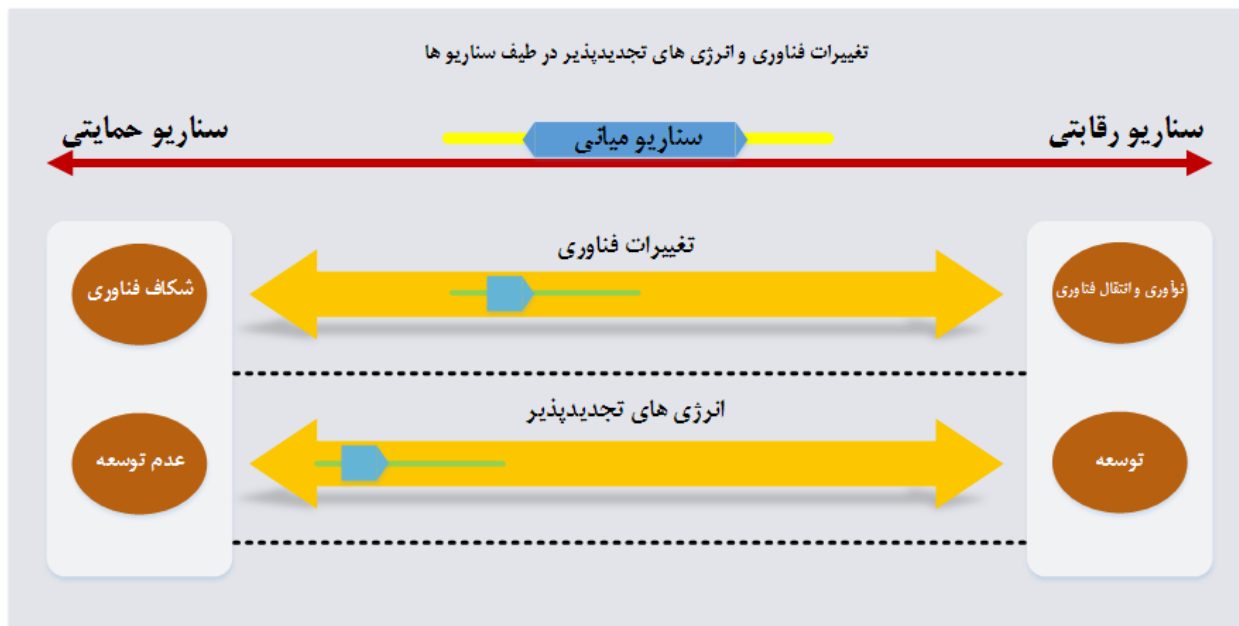 تغییرات فناوری و انرژی های تجدیدپذیر در طیف سناریو ها
سناریو رقابتی
سناریو میانی
سناریو حمایتی
تغییرات فناوری
نوآوری و انتقال فناوری
شکاف فناوری
انرژی های تجدیدپذیر
توسعه
عدم توسعه